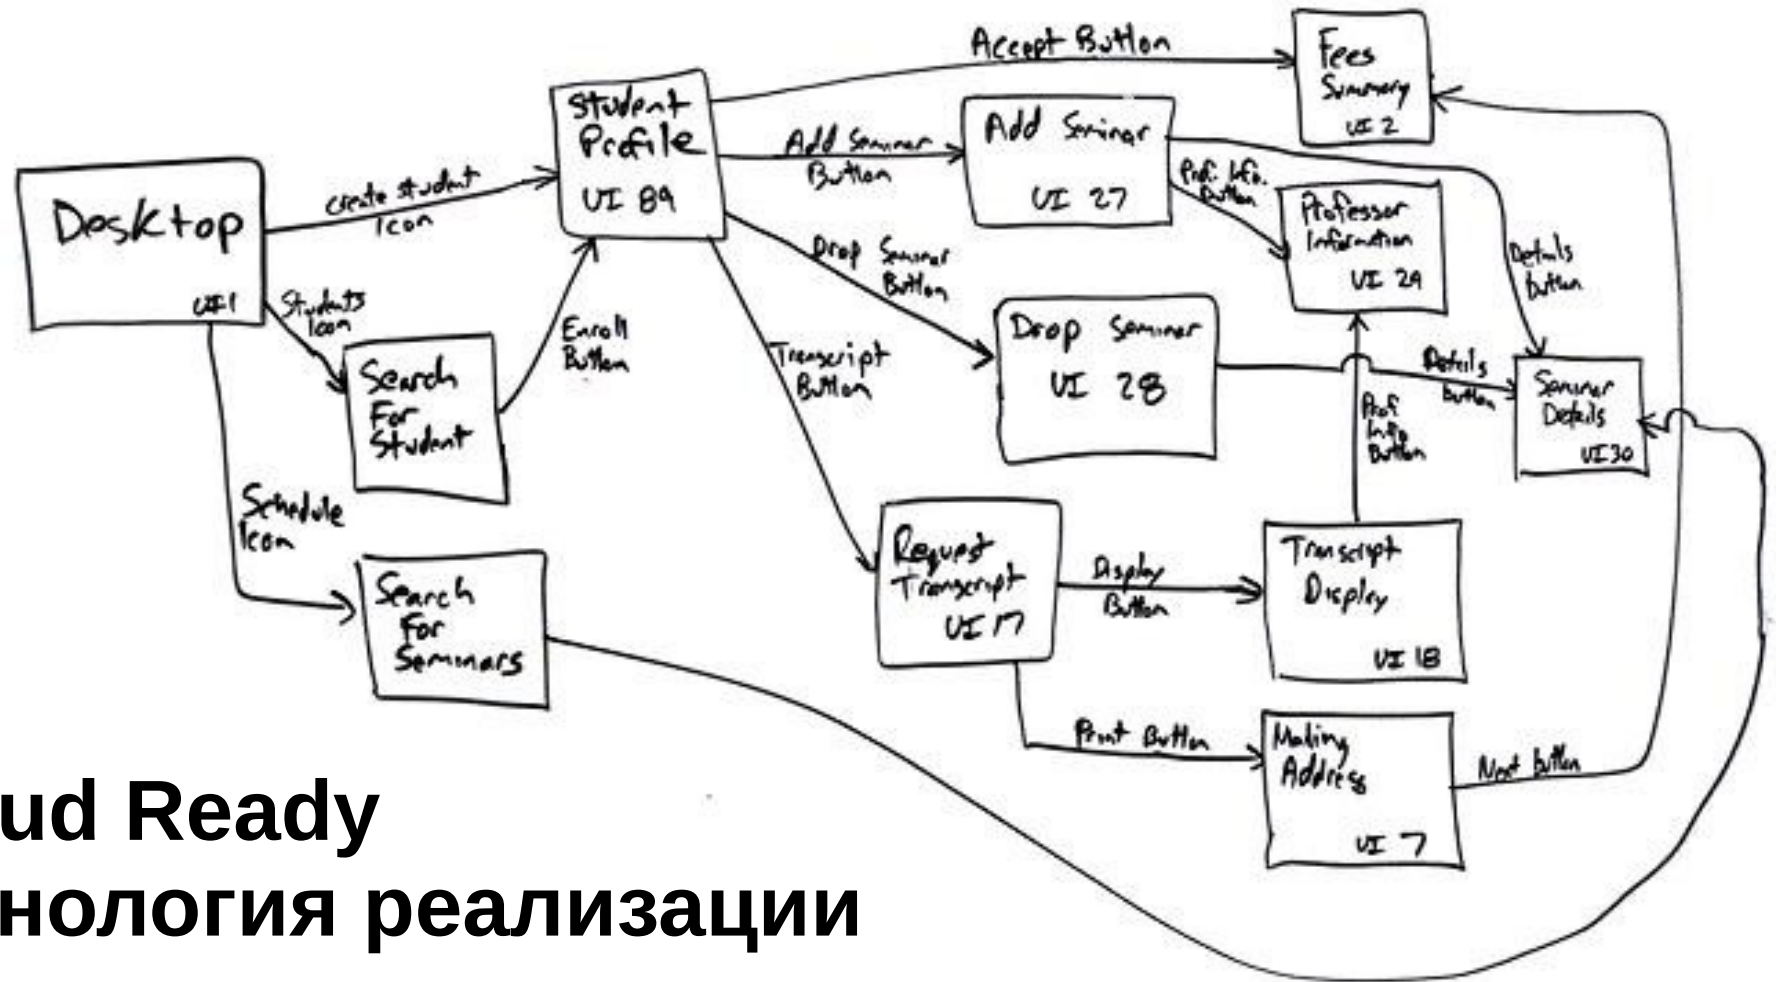 Accept Button
Fees
Summary
UI 2
Student
Profile
UI 89
Add Seminar
Button
Add Seminar
UI 27
Prof. Info.
Button
Professor
Information
UI 29
Desktop
UI 1
create student
Icon
Drop Seminar
Button
Details
button
Students
Icon
Enroll
Button
Transcript
Button
Drop Seminar
UI 28
Details
button
Seminar
Details
UI 30
Search
For
Student
Prof
Info
Button
Schedule
Icon
Search
For
Seminars
Request
Transcript
UI 17
Display
Button
Transcript
Display
UI 18
Print Button
Mailing
Address
UI 7
Next button
ud Ready
нология реализации